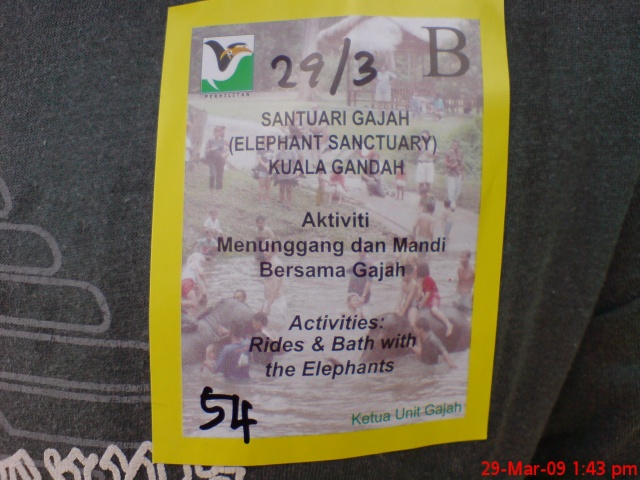 B
29/3
PERHILITAN
SANTUARI GAJAH
(ELEPHANT SANCTUARY)
KUALA GANDAH
Aktiviti
Menunggang dan Mandi
Bersama Gajah
Activities:
Rides & Bath with
the Elephants
54
Ketua Unit Gajah
29-Mar-09 1:43 pm